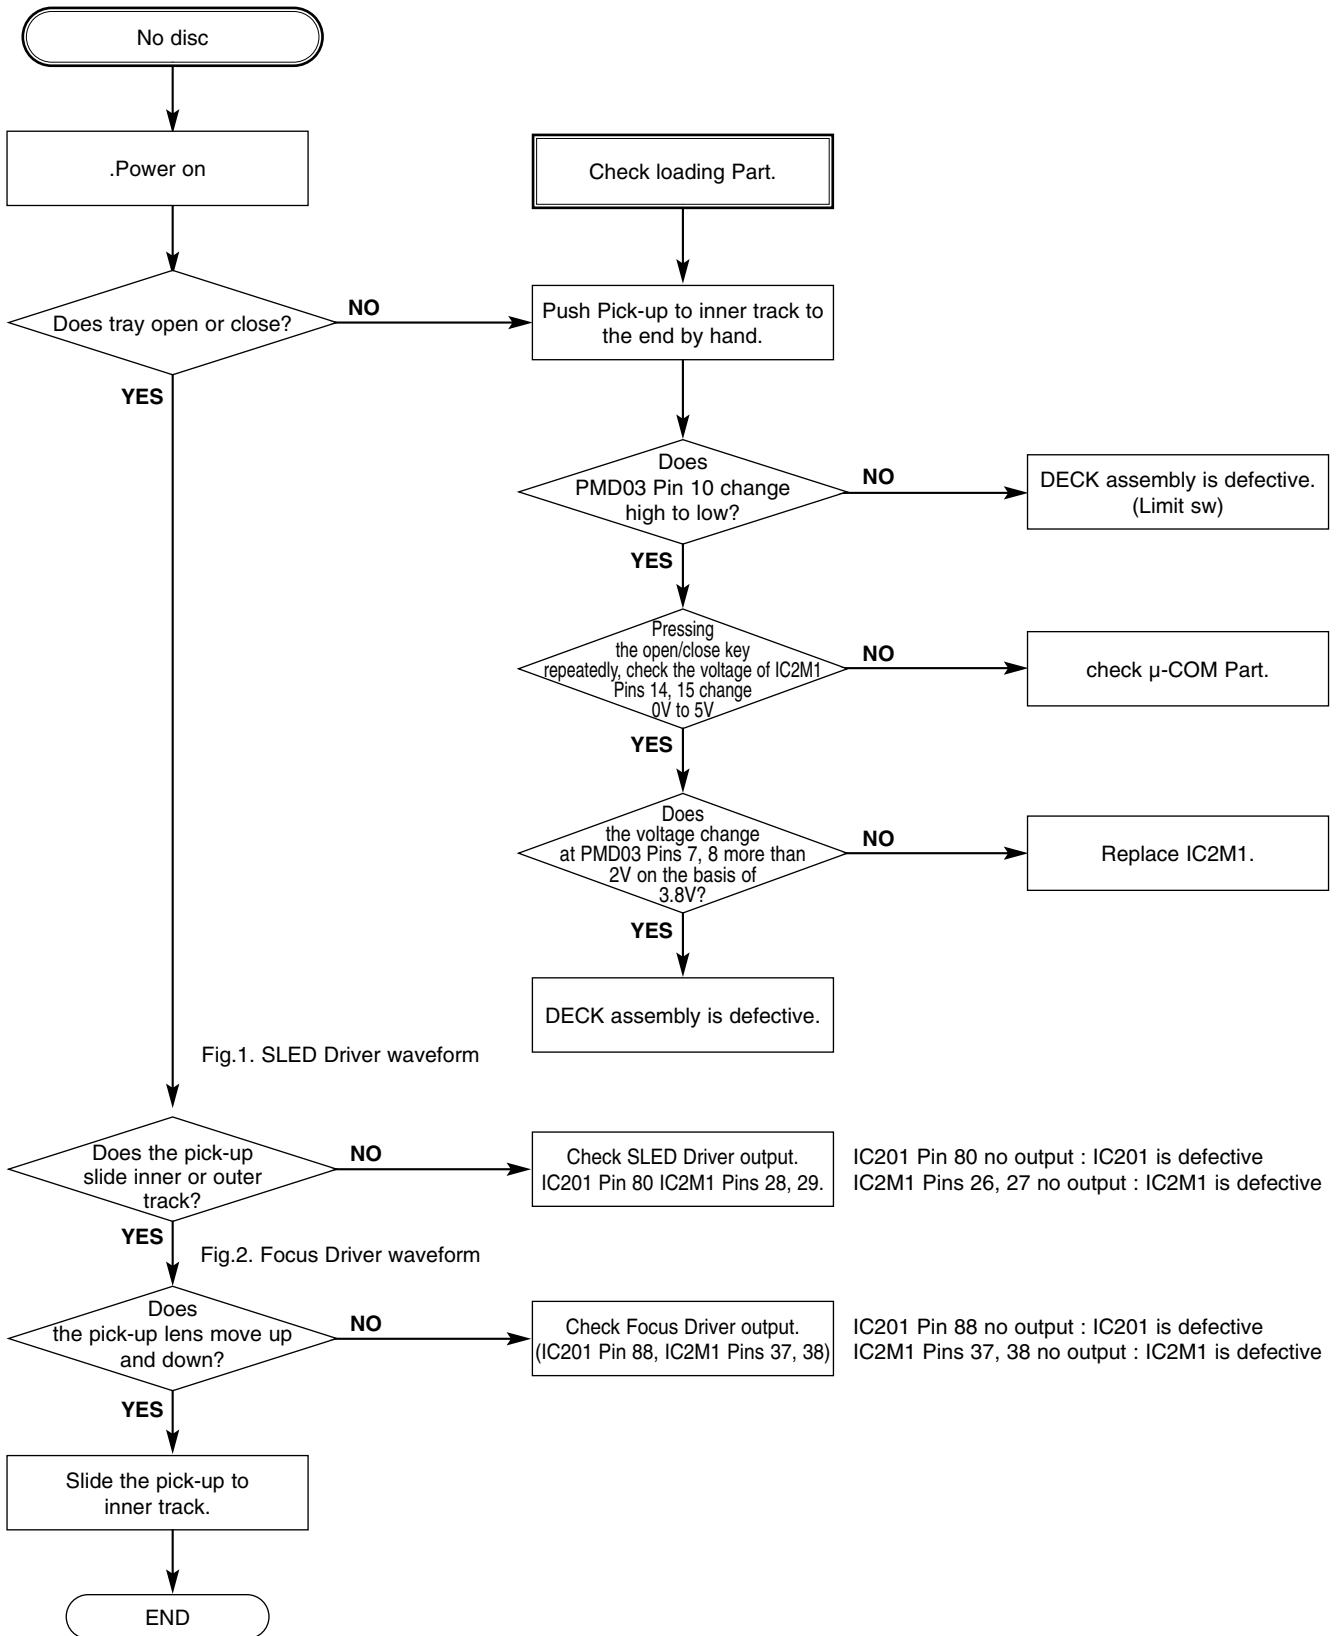 No disc
.Power on
Does tray open or close?
NO
YES
Check loading Part.
Push Pick-up to inner track to
the end by hand.
Does
PMD03 Pin 10 change
high to low?
NO
DECK assembly is defective.
(Limit sw)
YES
Pressing
the open/close key
repeatedly, check the voltage of IC2M1
Pins 14, 15 change
0V to 5V
NO
check µ-COM Part.
YES
Does
the voltage change
at PMD03 Pins 7, 8 more than
2V on the basis of
3.8V?
NO
Replace IC2M1.
YES
DECK assembly is defective.
Fig.1. SLED Driver waveform
Does the pick-up
slide inner or outer
track?
NO
Check SLED Driver output.
IC201 Pin 80 IC2M1 Pins 28, 29.
IC201 Pin 80 no output : IC201 is defective
IC2M1 Pins 26, 27 no output : IC2M1 is defective
YES
Fig.2. Focus Driver waveform
Does
the pick-up lens move up
and down?
NO
Check Focus Driver output.
(IC201 Pin 88, IC2M1 Pins 37, 38)
IC201 Pin 88 no output : IC201 is defective
IC2M1 Pins 37, 38 no output : IC2M1 is defective
YES
Slide the pick-up to
inner track.
END